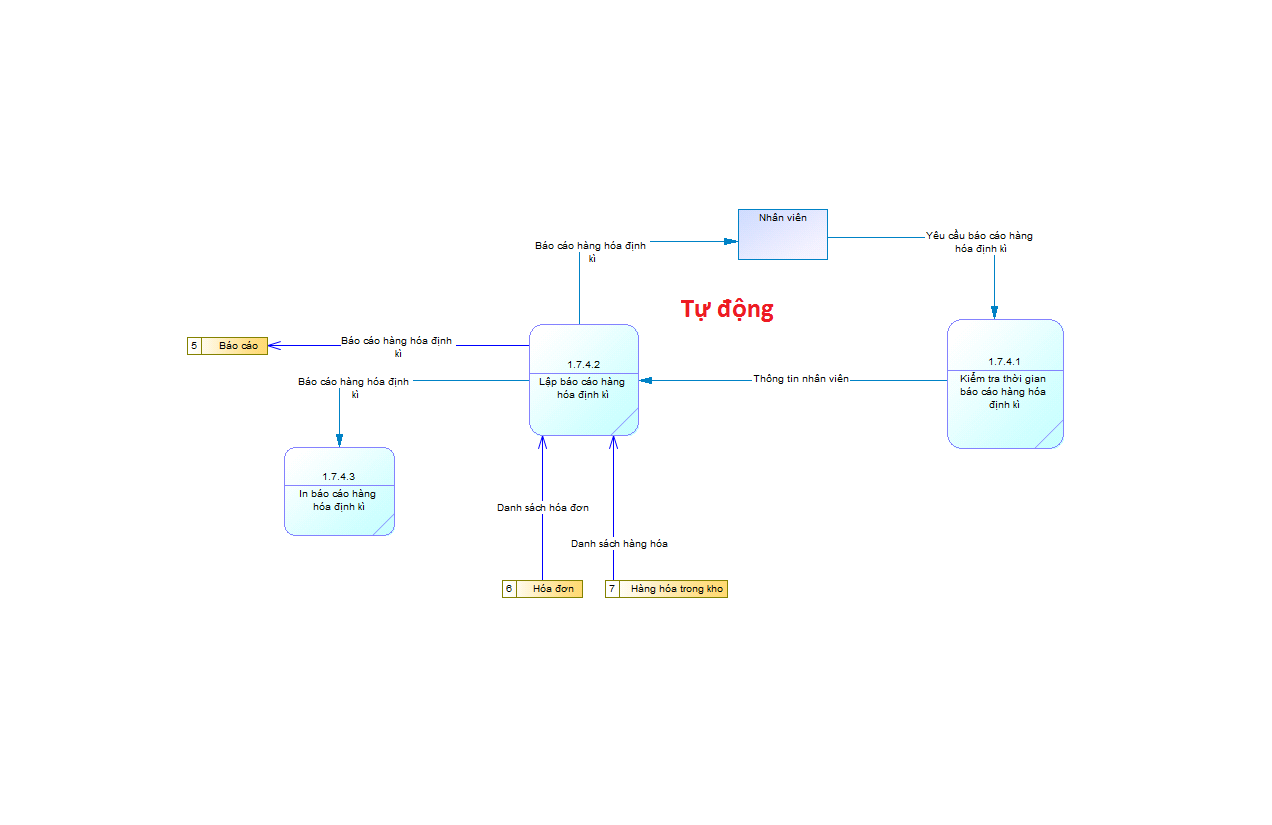 Nhân viên
Yêu cầu báo cáo hàng
hóa định kì
Báo cáo hàng hóa định
kì
Tự động
5 Báo cáo
Báo cáo hàng hóa định
kì
1.7.4.2
Lập báo cáo hàng
hóa định kì
Thông tin nhân viên
1.7.4.1
Kiểm tra thời gian
báo cáo hàng hóa
định kì
Báo cáo hàng hóa định
kì
1.7.4.3
In báo cáo hàng
hóa định kì
Danh sách hóa đơn
Danh sách hàng hóa
6 Hóa đơn
7 Hàng hóa trong kho